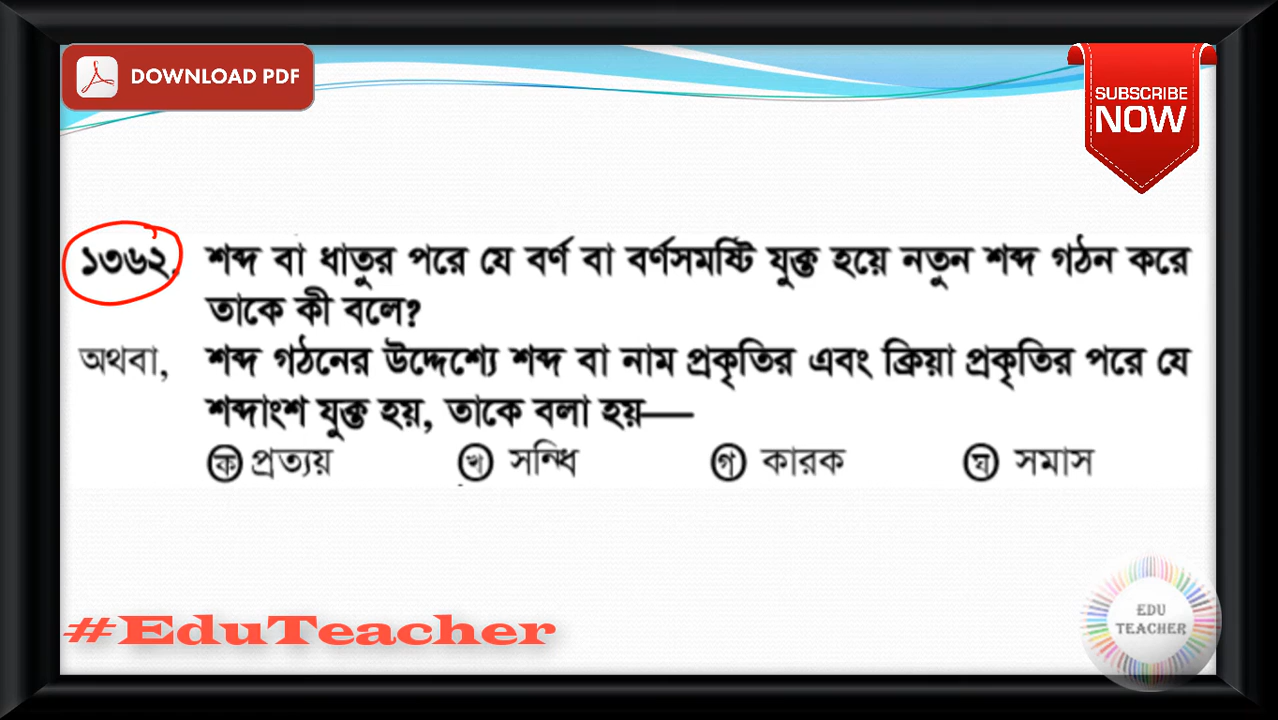 DOWNLOAD PDF
SUBSCRIBE
NOW
১৩৬২. শব্দ বা ধাতুর পরে যে বর্ণ বা বর্ণসমষ্টি যুক্ত হয়ে নতুন শব্দ গঠন করে
তাকে কী বলে?
অথবা, শব্দ গঠনের উদ্দেশ্যে শব্দ বা নাম প্রকৃতির এবং ক্রিয়া প্রকৃতির পরে যে
শব্দাংশ যুক্ত হয়, তাকে বলা হয়—
ক প্রত্যয় খ সন্ধি গ কারক ঘ সমাস
#EduTeacher
EDU
TEACHER